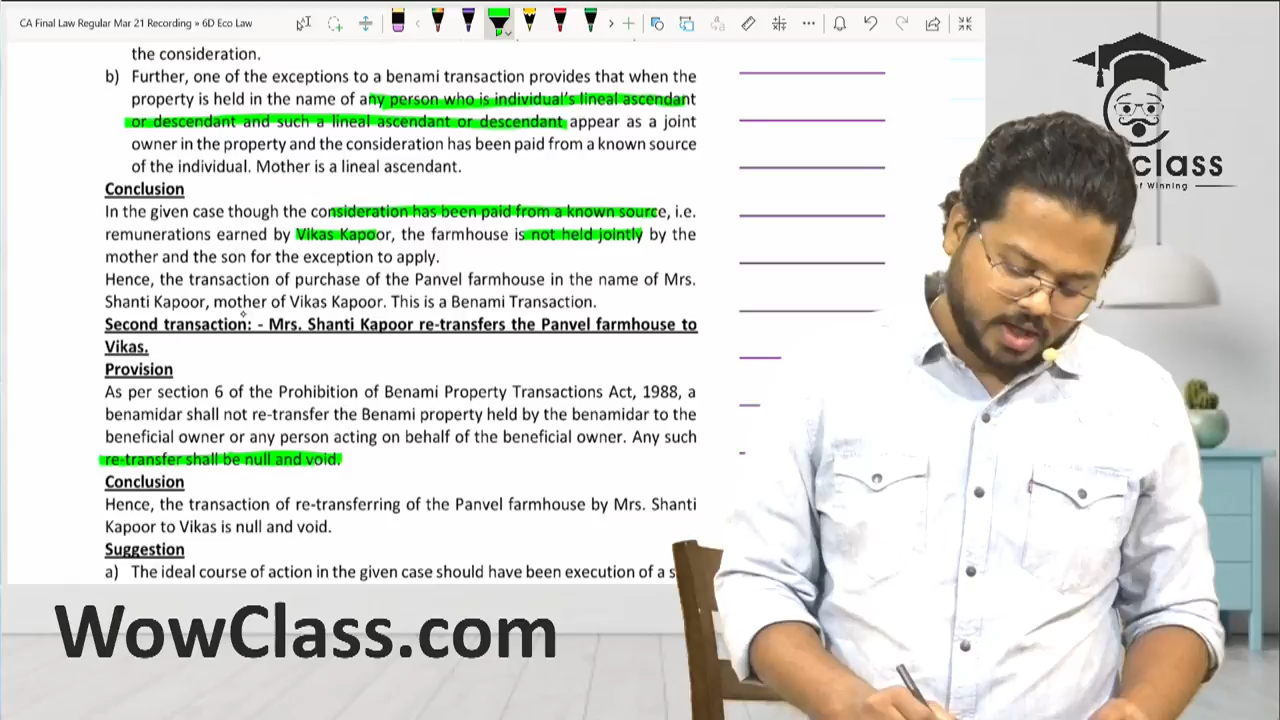 CA Final Law Regular Mar 21 Recording » 6D Eco Law
the consideration.
b) Further, one of the exceptions to a benami transaction provides that when the
property is held in the name of any person who is individual's lineal ascendant
or descendant and such a lineal ascendant or descendant appear as a joint
owner in the property and the consideration has been paid from a known source
of the individual. Mother is a lineal ascendant.
Conclusion
In the given case though the consideration has been paid from a known source, i.e.
remunerations earned by Vikas Kapoor, the farmhouse is not held jointly by the
mother and the son for the exception to apply.
Hence, the transaction of purchase of the Panvel farmhouse in the name of Mrs.
Shanti Kapoor, mother of Vikas Kapoor. This is a Benami Transaction.
Second transaction: - Mrs. Shanti Kapoor re-transfers the Panvel farmhouse to
Vikas.
Provision
As per section 6 of the Prohibition of Benami Property Transactions Act, 1988, a
benamidar shall not re-transfer the Benami property held by the benamidar to the
beneficial owner or any person acting on behalf of the beneficial owner. Any such
re-transfer shall be null and void.
Conclusion
Hence, the transaction of re-transferring of the Panvel farmhouse by Mrs. Shanti
Kapoor to Vikas is null and void.
Suggestion
a) The ideal course of action in the given case should have been execution of a
class
of Winning
WowClass.com